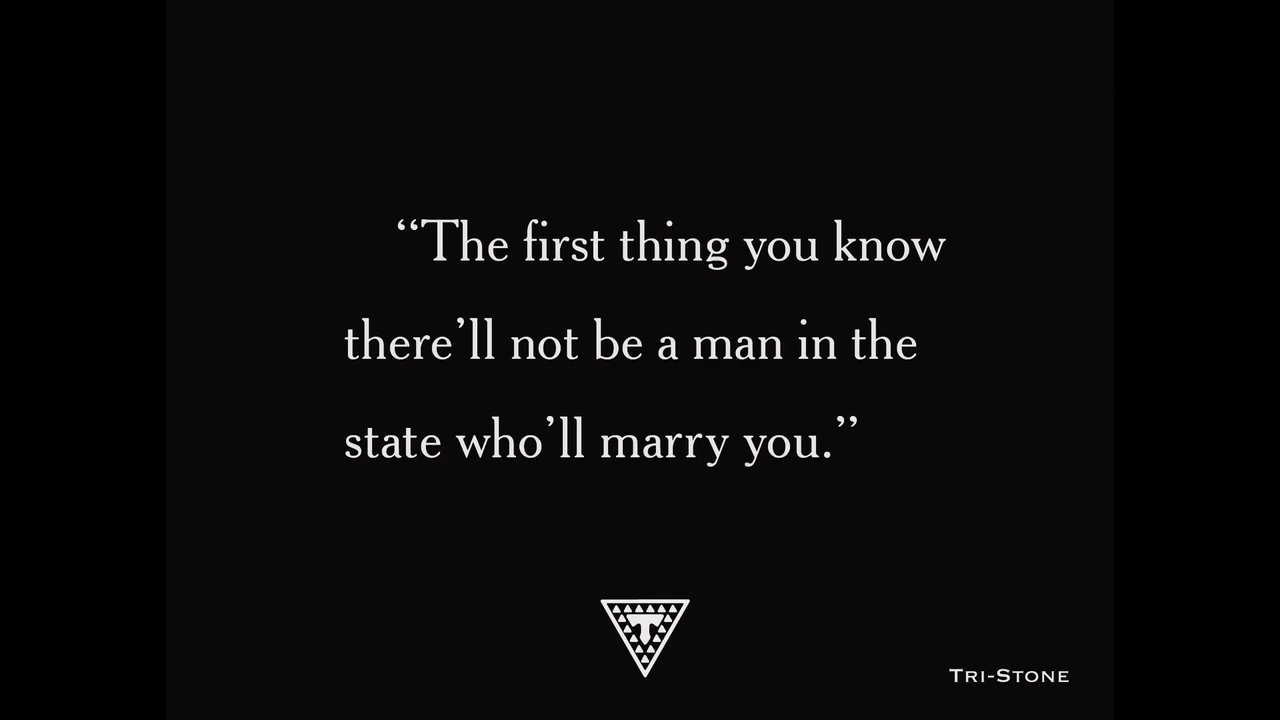 “The first thing you know
there’ll not be a man in the
state who’ll marry you.”
T
TRI-STONE